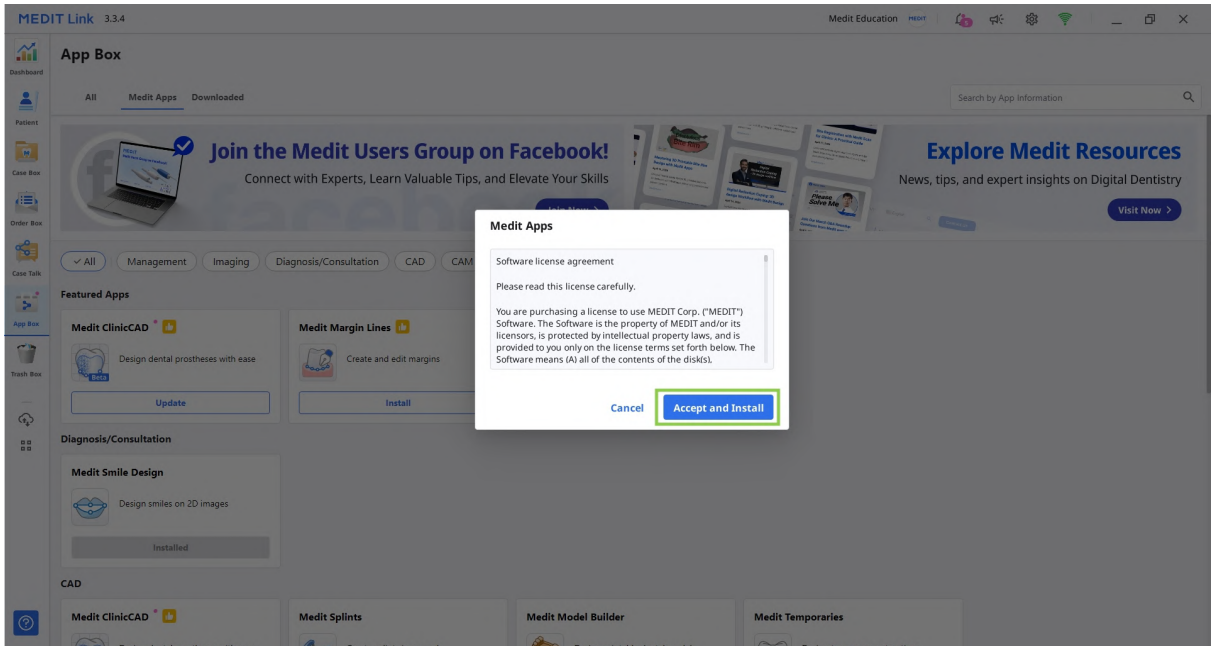 MEDIT Link 3.3.4
Medit Education MEDIT
Dashboard
Patient
Case Box
Order Box
Case Talk
App Box
Trash Box
App Box
All Medit Apps Downloaded
Search by App Information
Join the Medit Users Group on Facebook!
Connect with Experts, Learn Valuable Tips, and Elevate Your Skills
Join Now >
Explore Medit Resources
News, tips, and expert insights on Digital Dentistry
Visit Now >
Please
Solve Me
All Management Imaging Diagnosis/Consultation CAD CAM
Featured Apps
Medit ClinicCAD
Design dental prostheses with ease
Beta
Update
Medit Margin Lines
Create and edit margins
Install
Medit Apps
Software license agreement
Please read this license carefully.
You are purchasing a license to use MEDIT Corp. ("MEDIT")
Software. The Software is the property of MEDIT and/or its
licensors, is protected by intellectual property laws, and is
provided to you only on the license terms set forth below. The
Software means (A) all of the contents of the disk(s),
Cancel Accept and Install
Diagnosis/Consultation
Medit Smile Design
Design smiles on 2D images
Installed
CAD
Medit ClinicCAD
Medit Splints
Medit Model Builder
Medit Temporaries